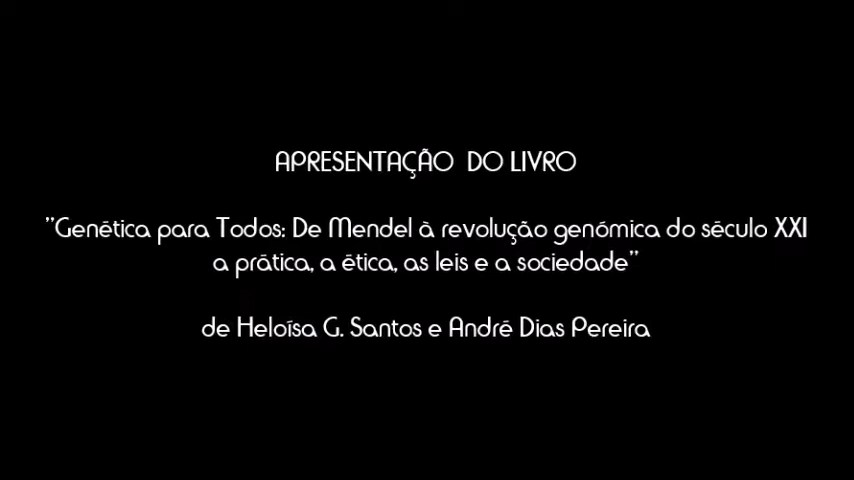 APRESENTAÇÃO DO LIVRO
"Genética para Todos: De Mendel à revolução genómica do século XXI
a prática, a ética, as leis e a sociedade"
de Heloísa G. Santos e André Dias Pereira